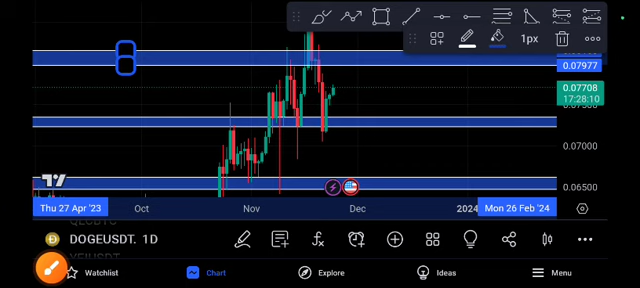 1px
0.07977
0.07708
17:28:10
0.07000
0.06500
Thu 27 Apr '23
Oct
Nov
Dec
2024
Mon 26 Feb '24
DOGEUSDT. 1D
Watchlist
Chart
Explore
Ideas
Menu